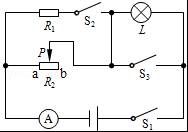 R₁ S₂ L
P
a b S₃
R₂
A S₁